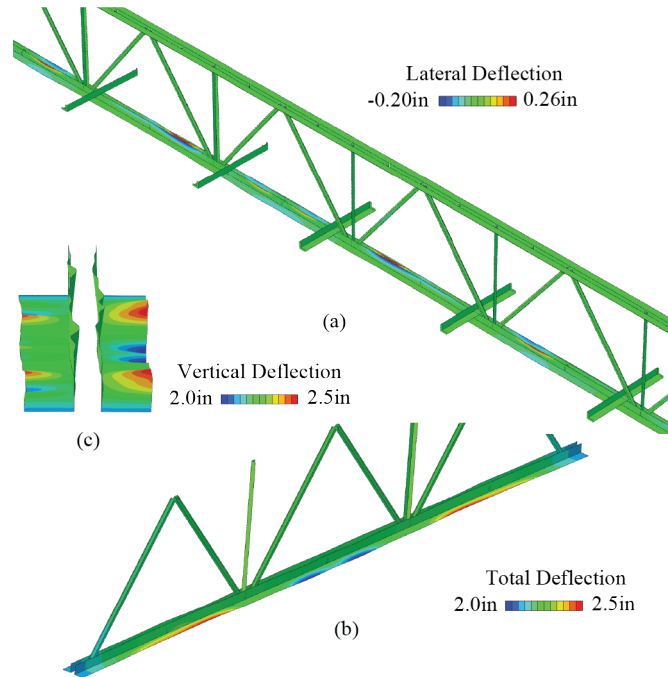 Lateral Deflection
-0.20in 0.26in
(a)
Vertical Deflection
2.0in 2.5in
(c)
Total Deflection
2.0in 2.5in
(b)